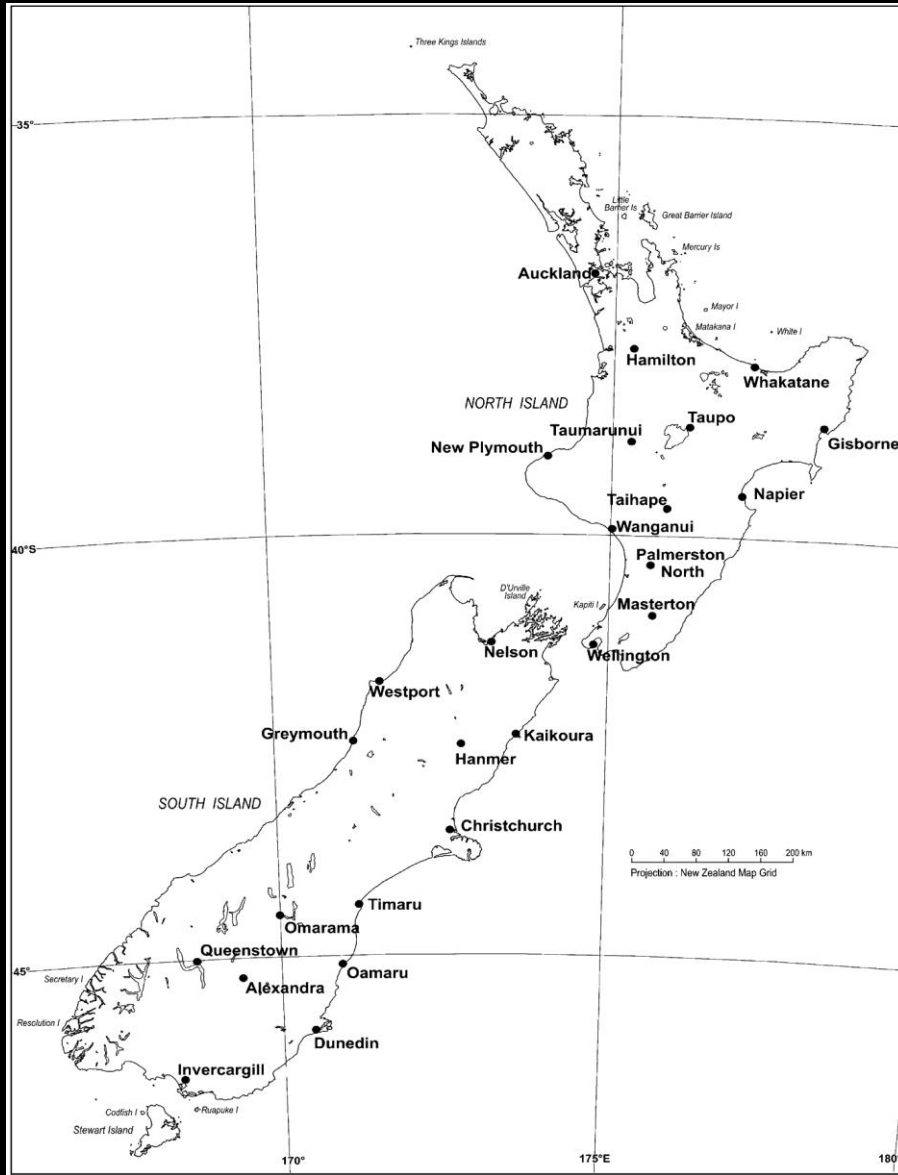 Three Kings Islands
35°
Little
Barrier Is
Great Barrier Island
Mercury Is
Auckland
Mayor I
Matakana I
White I
Hamilton
Whakatane
NORTH ISLAND
Taupo
Taumarunui
New Plymouth
Gisborne
Taihape
Napier
Wanganui
40°S
Palmerston
North
D'Urville
Island
Kapiti I
Masterton
Nelson
Wellington
Westport
Greymouth
Kaikoura
Hanmer
SOUTH ISLAND
Christchurch
0 40 80 120 160 200 km
Projection : New Zealand Map Grid
Timaru
Omarama
Queenstown
45°
Secretary I
Alexandra
Oamaru
Resolution I
Dunedin
Invercargill
Codfish I
Ruapuke I
Stewart Island
170°
175°E
180°